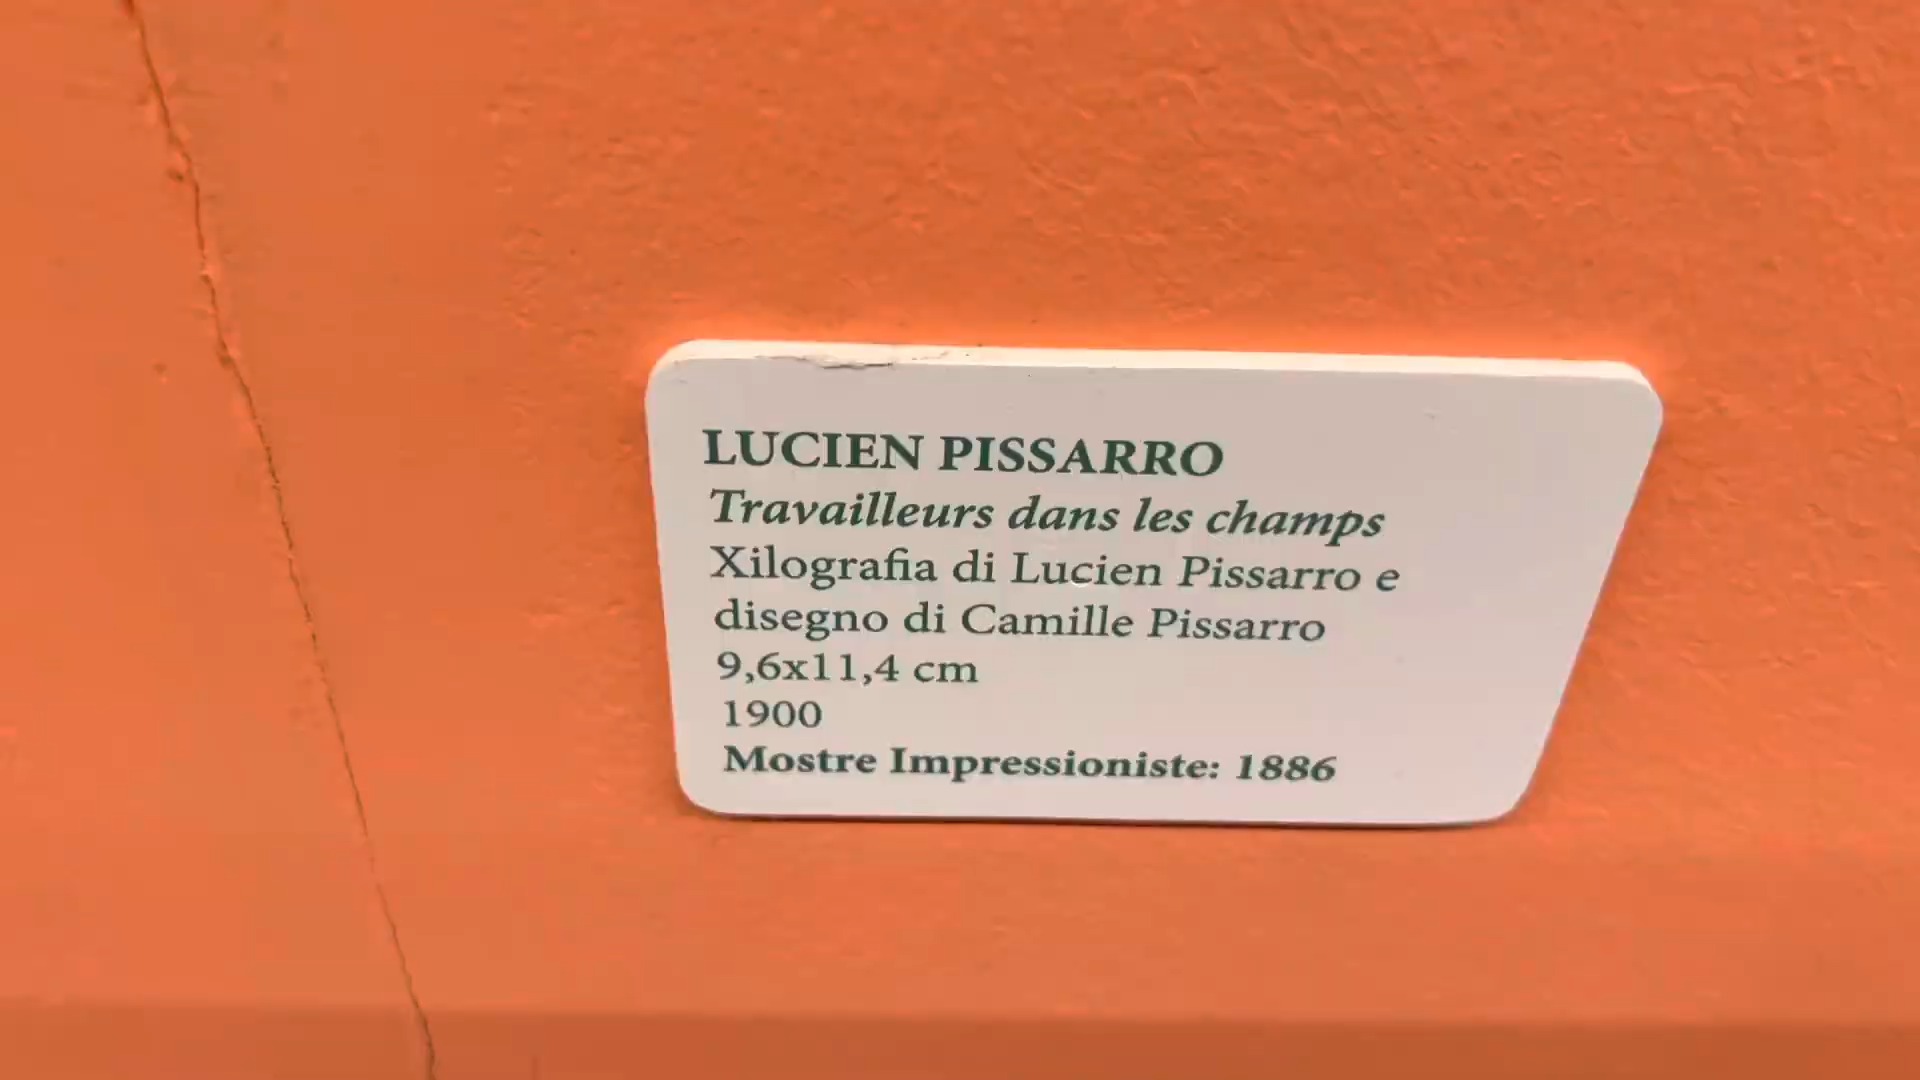 LUCIEN PISSARRO
Travailleurs dans les champs
Xilografia di Lucien Pissarro e
disegno di Camille Pissarro
9,6x11,4 cm
1900
Mostre Impressioniste: 1886